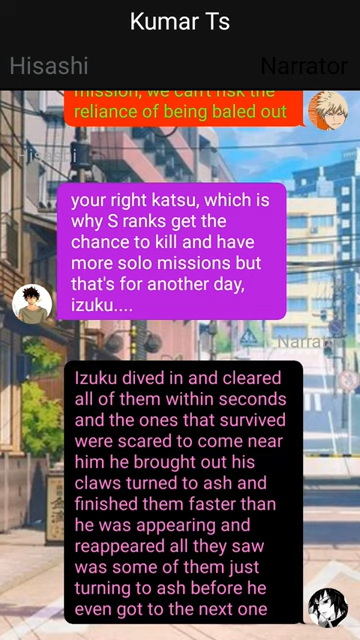 Kumar Ts
Hisashi
Narrator
mission, we can't risk the
reliance of being baled out
Hisashi
your right katsu, which is
why S ranks get the
chance to kill and have
more solo missions but
that's for another day,
izuku....
Narrator
Izuku dived in and cleared
all of them within seconds
and the ones that survived
were scared to come near
him he brought out his
claws turned to ash and
finished them faster than
he was appearing and
reappeared all they saw
was some of them just
turning to ash before he
even got to the next one